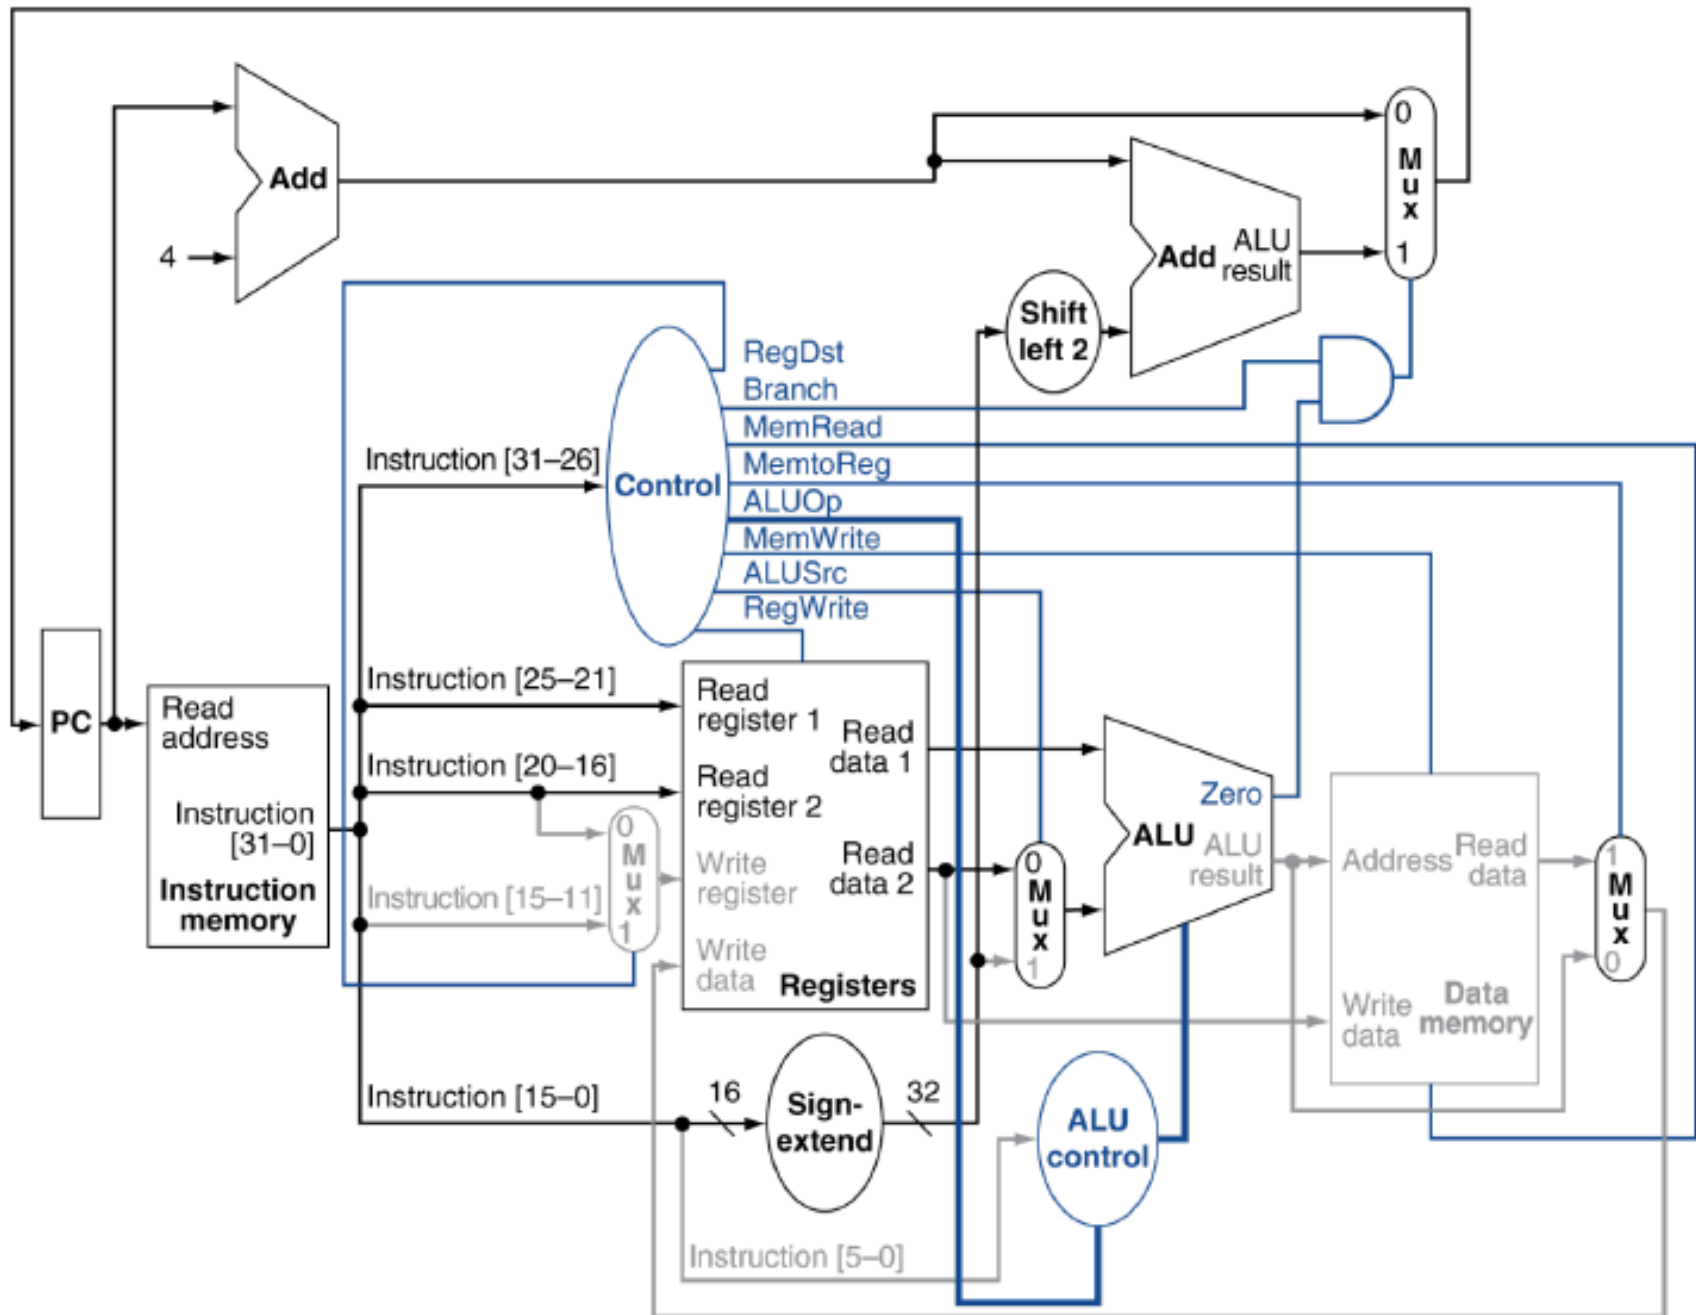 0
M
u
x
1
Add
4
Add
ALU
result
Shift
left 2
RegDst
Branch
MemRead
MemtoReg
ALUOp
MemWrite
ALUSrc
RegWrite
Instruction [31–26]
Control
PC
Read
address
Instruction
[31–0]
Instruction
memory
Instruction [25–21]
Instruction [20–16]
Instruction [15–11]
0
M
u
x
1
Read
register 1
Read
register 2
Write
register
Write
data
Read
data 1
Read
data 2
Registers
0
M
u
x
1
Zero
ALU
ALU
result
Address
Read
data
Write
data
Data
memory
1
M
u
x
0
Instruction [15–0]
16
Sign-
extend
32
ALU
control
Instruction [5–0]